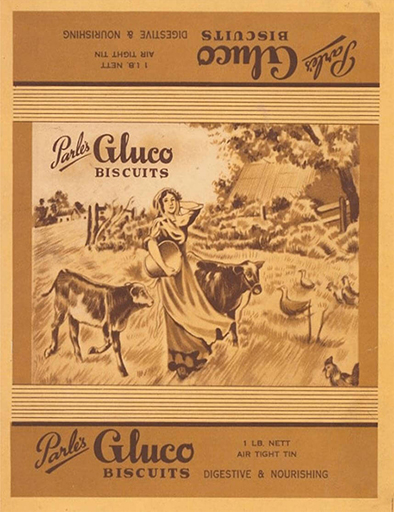 Parle's Gluco
BISCUITS
1 LB. NETT
AIR TIGHT TIN
DIGESTIVE & NOURISHING
Parle's Gluco
BISCUITS
Parle's Gluco
BISCUITS
1 LB. NETT
AIR TIGHT TIN
DIGESTIVE & NOURISHING